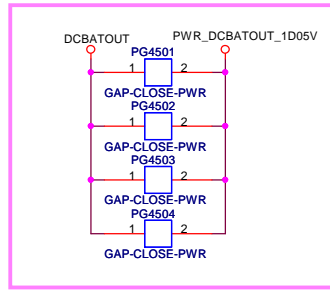 DCBATOUT PWR_DCBATOUT_1D05V
PG4501
1 2
GAP-CLOSE-PWR
PG4502
1 2
GAP-CLOSE-PWR
PG4503
1 2
GAP-CLOSE-PWR
PG4504
1 2
GAP-CLOSE-PWR